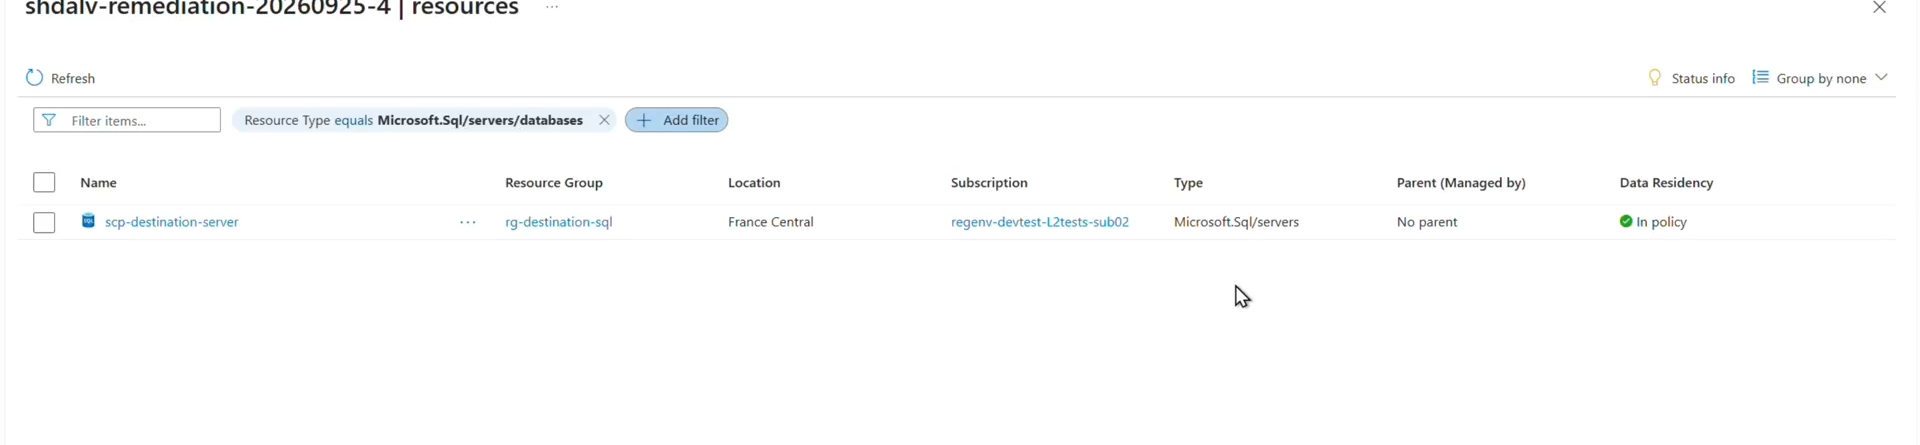 shdalv-remediation-20260925-4 | resources ...
Refresh Status info Group by none
Filter items... Resource Type equals Microsoft.Sql/servers/databases Add filter
Name Resource Group Location Subscription Type Parent (Managed by) Data Residency
scp-destination-server ... rg-destination-sql France Central regenv-devtest-L2tests-sub02 Microsoft.Sql/servers No parent In policy